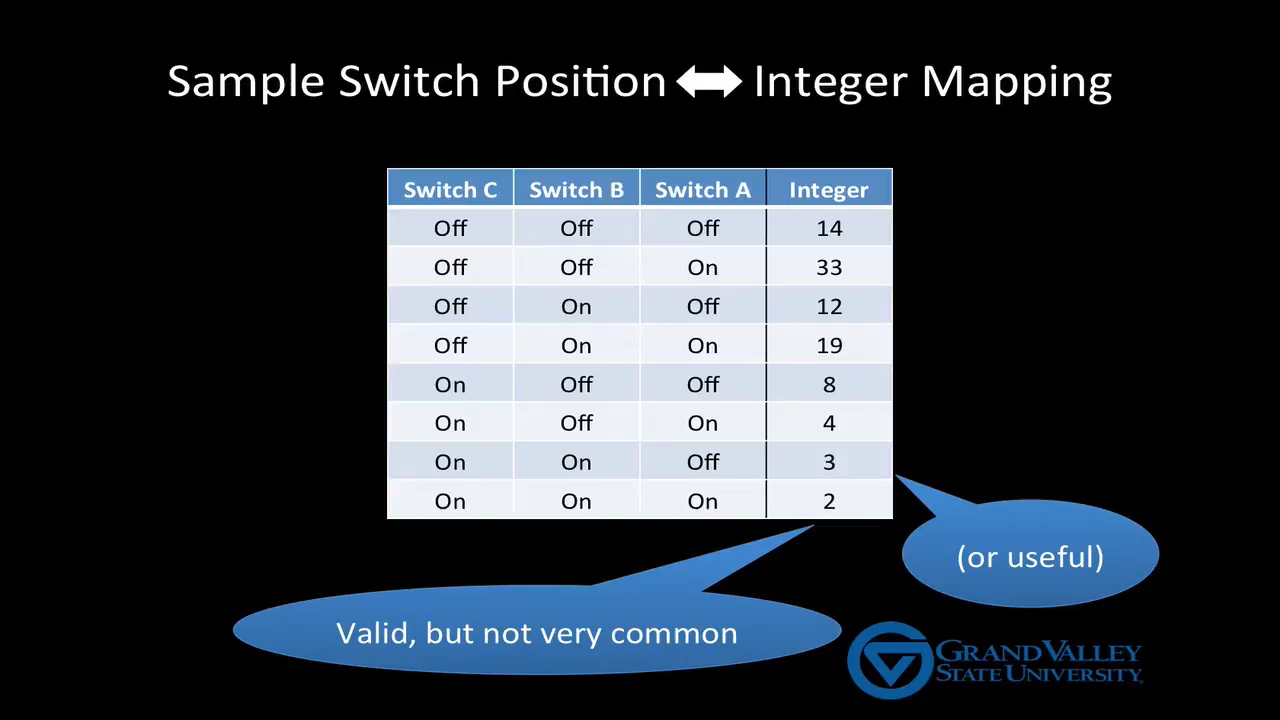 Sample Switch Position ⬌ Integer Mapping
Switch C Switch B Switch A Integer
Off Off Off 14
Off Off On 33
Off On Off 12
Off On On 19
On Off Off 8
On Off On 4
On On Off 3
On On On 2
(or useful)
Valid, but not very common
GRAND VALLEY
STATE UNIVERSITY